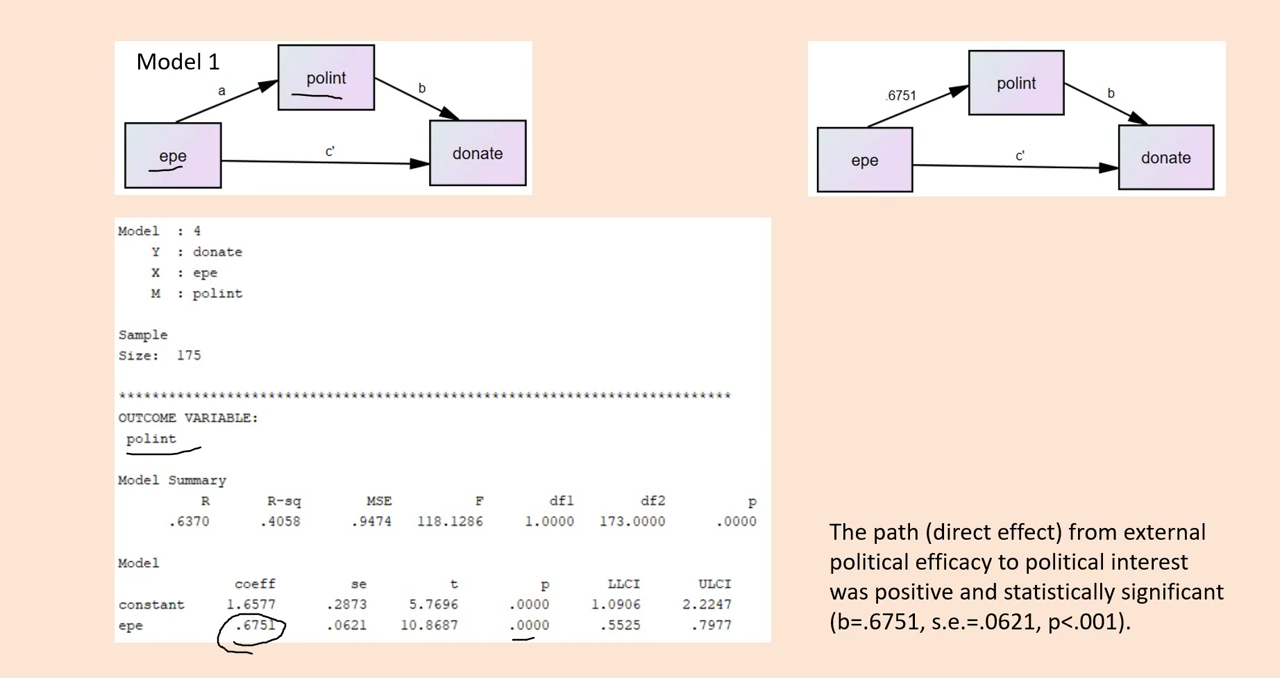 Model 1
polint
a
b
epe
c'
donate
polint
.6751
b
epe
c'
donate
Model : 4
Y : donate
X : epe
M : polint
Sample
Size: 175
******************************************************************************
OUTCOME VARIABLE:
polint
Model Summary
R R-sq MSE F df1 df2 p
.6370 .4058 .9474 118.1286 1.0000 173.0000 .0000
Model
coeff se t p LLCI ULCI
constant 1.6577 .2873 5.7696 .0000 1.0906 2.2247
epe .6751 .0621 10.8687 .0000 .5525 .7977
The path (direct effect) from external
political efficacy to political interest
was positive and statistically significant
(b=.6751, s.e.=.0621, p<.001).